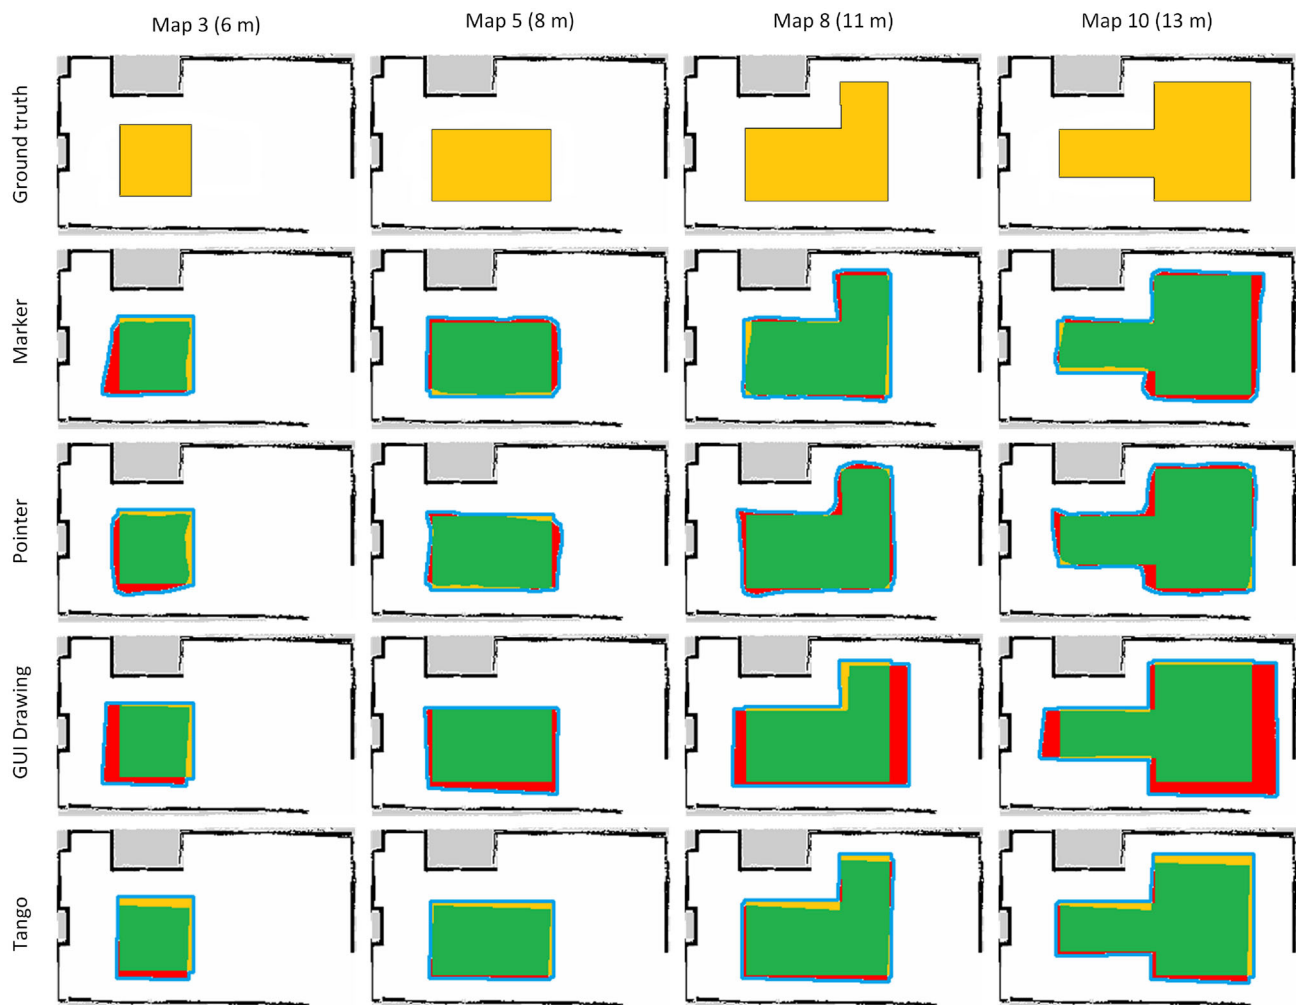 Map 3 (6 m)
Map 5 (8 m)
Map 8 (11 m)
Map 10 (13 m)
Ground truth
Marker
Pointer
GUI Drawing
Tango